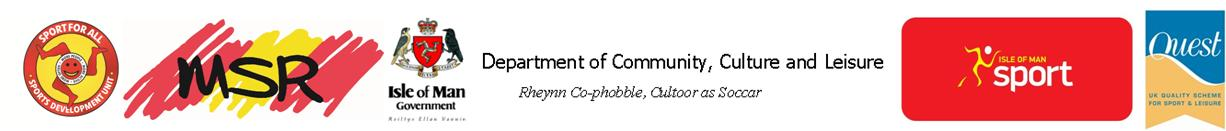 SPORT FOR ALL
SPORTS DEVELOPMENT UNIT
MSR
Isle of Man
Government
Reiltys Ellan Vannin
Department of Community, Culture and Leisure
Rheynn Co-phobble, Cultoor as Soccar
ISLE OF MAN
sport
Quest
UK QUALITY SCHEME
FOR SPORT & LEISURE